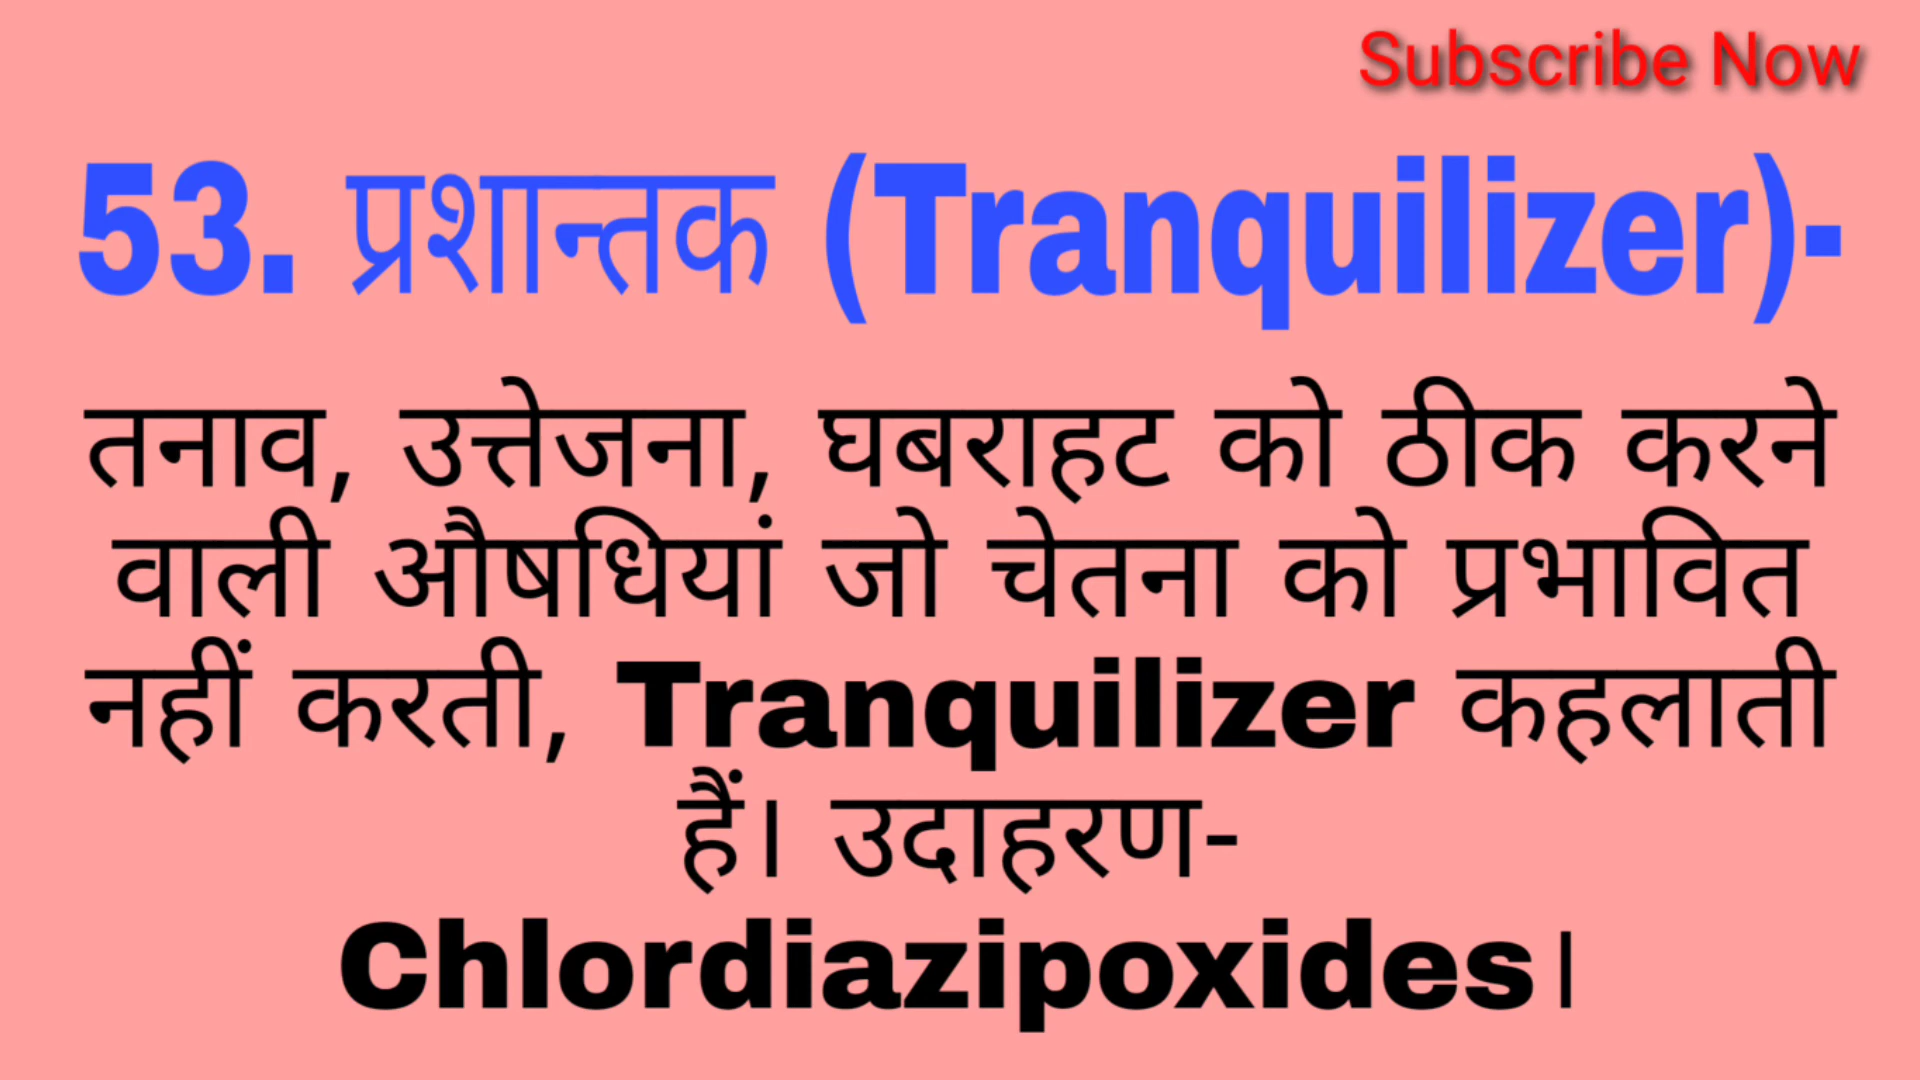 Subscribe Now
53. प्रशान्तक (Tranquilizer)-
तनाव, उत्तेजना, घबराहट को ठीक करने
वाली औषधियां जो चेतना को प्रभावित
नहीं करती, Tranquilizer कहलाती
हैं। उदाहरण-
Chlordiazipoxides।